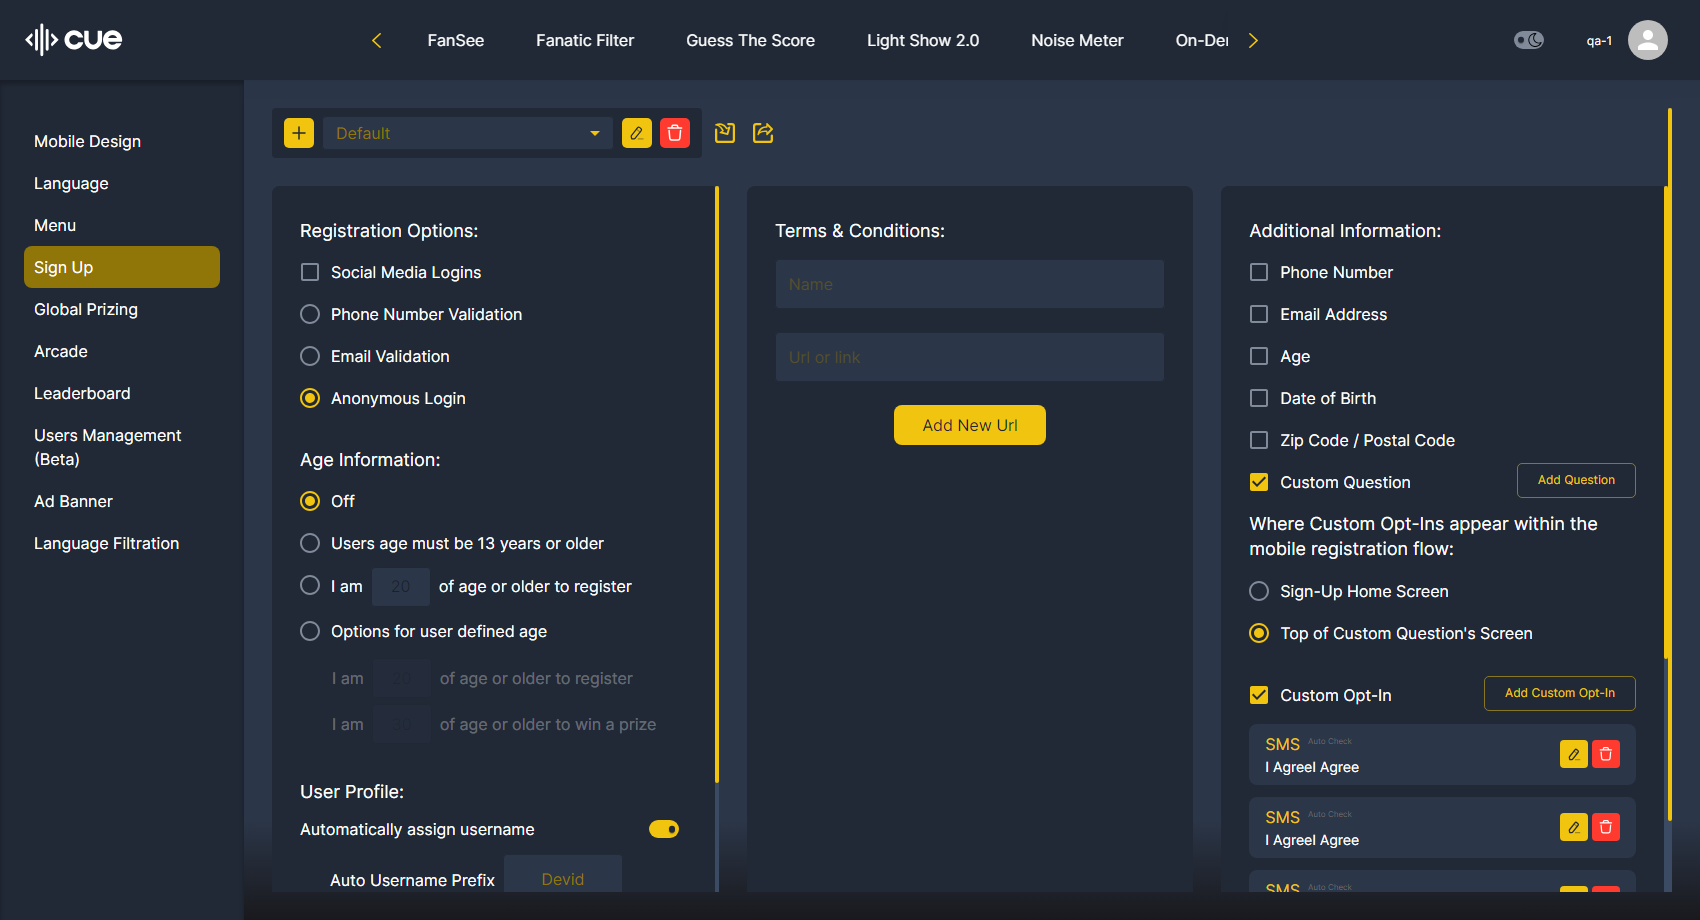 cue
FanSee
Fanatic Filter
Guess The Score
Light Show 2.0
Noise Meter
On-Der
qa-1
Mobile Design
Language
Menu
Sign Up
Global Prizing
Arcade
Leaderboard
Users Management
(Beta)
Ad Banner
Language Filtration
Default
Registration Options:
Social Media Logins
Phone Number Validation
Email Validation
Anonymous Login
Age Information:
Off
Users age must be 13 years or older
I am 20 of age or older to register
Options for user defined age
I am 20 of age or older to register
I am of age or older to win a prize
User Profile:
Automatically assign username
Auto Username Prefix Devid
Terms & Conditions:
Name
Url or link
Add New Url
Additional Information:
Phone Number
Email Address
Age
Date of Birth
Zip Code / Postal Code
Custom Question Add Question
Where Custom Opt-Ins appear within the
mobile registration flow:
Sign-Up Home Screen
Top of Custom Question's Screen
Custom Opt-In Add Custom Opt-In
SMS Auto Check
I AgreeI Agree
SMS Auto Check
I AgreeI Agree
SMS Auto Check